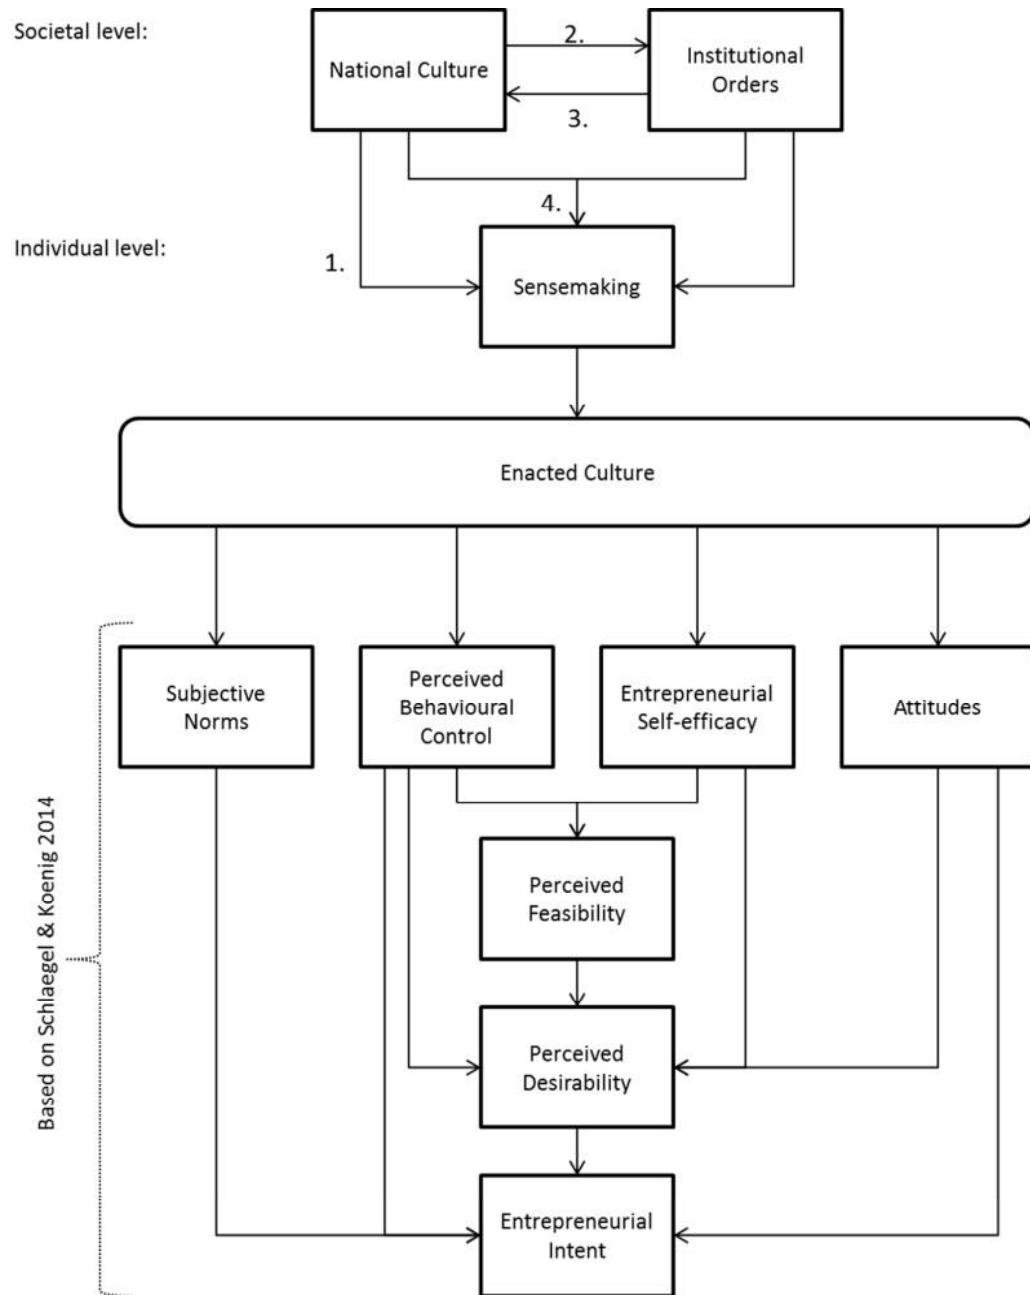 Societal level:
National Culture
2.
Institutional
Orders
3.
4.
Individual level:
1.
Sensemaking
Enacted Culture
Subjective
Norms
Perceived
Behavioural
Control
Entrepreneurial
Self-efficacy
Attitudes
Based on Schlaegel & Koenig 2014
Perceived
Feasibility
Perceived
Desirability
Entrepreneurial
Intent